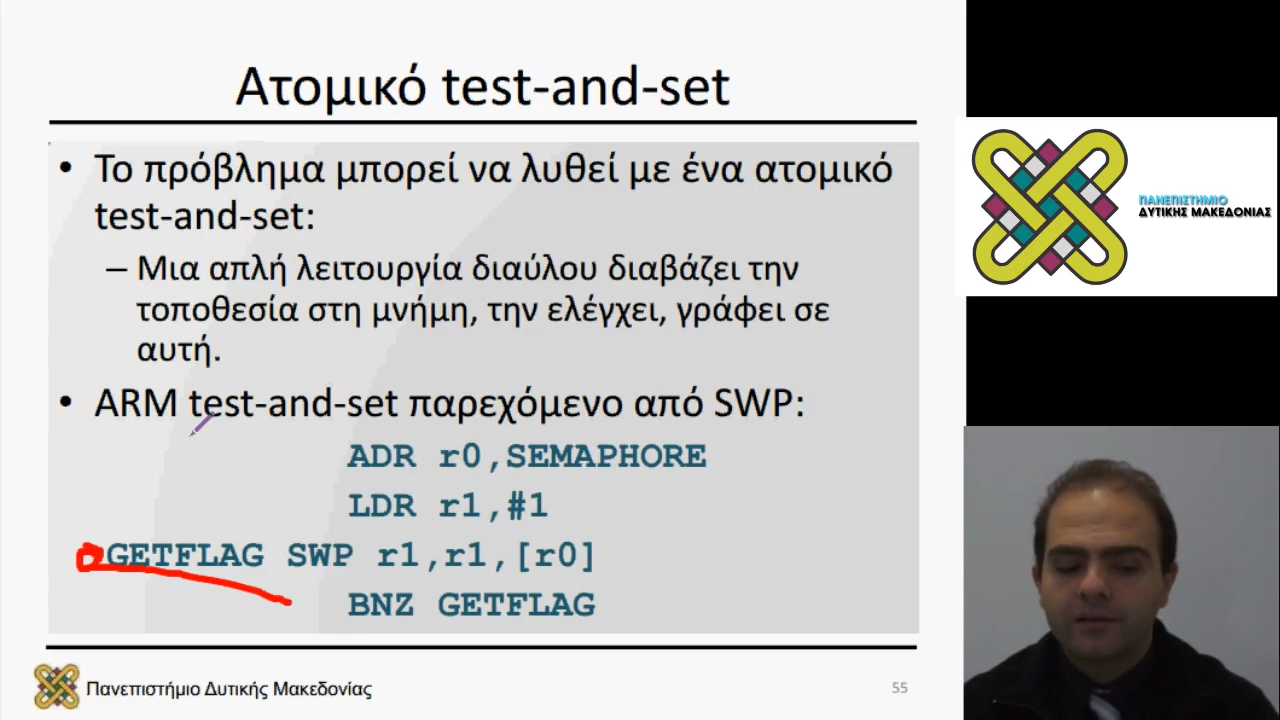 Ατομικό test-and-set
• Το πρόβλημα μπορεί να λυθεί με ένα ατομικό
test-and-set:
– Μια απλή λειτουργία διαύλου διαβάζει την
τοποθεσία στη μνήμη, την ελέγχει, γράφει σε
αυτή.
• ARM test-and-set παρεχόμενο από SWP:
ADR r0,SEMAPHORE
LDR r1,#1
GETFLAG SWP r1,r1,[r0]
BNZ GETFLAG
Πανεπιστήμιο Δυτικής Μακεδονίας
55
ΠΑΝΕΠΙΣΤΗΜΙΟ
ΔΥΤΙΚΗΣ ΜΑΚΕΔΟΝΙΑΣ